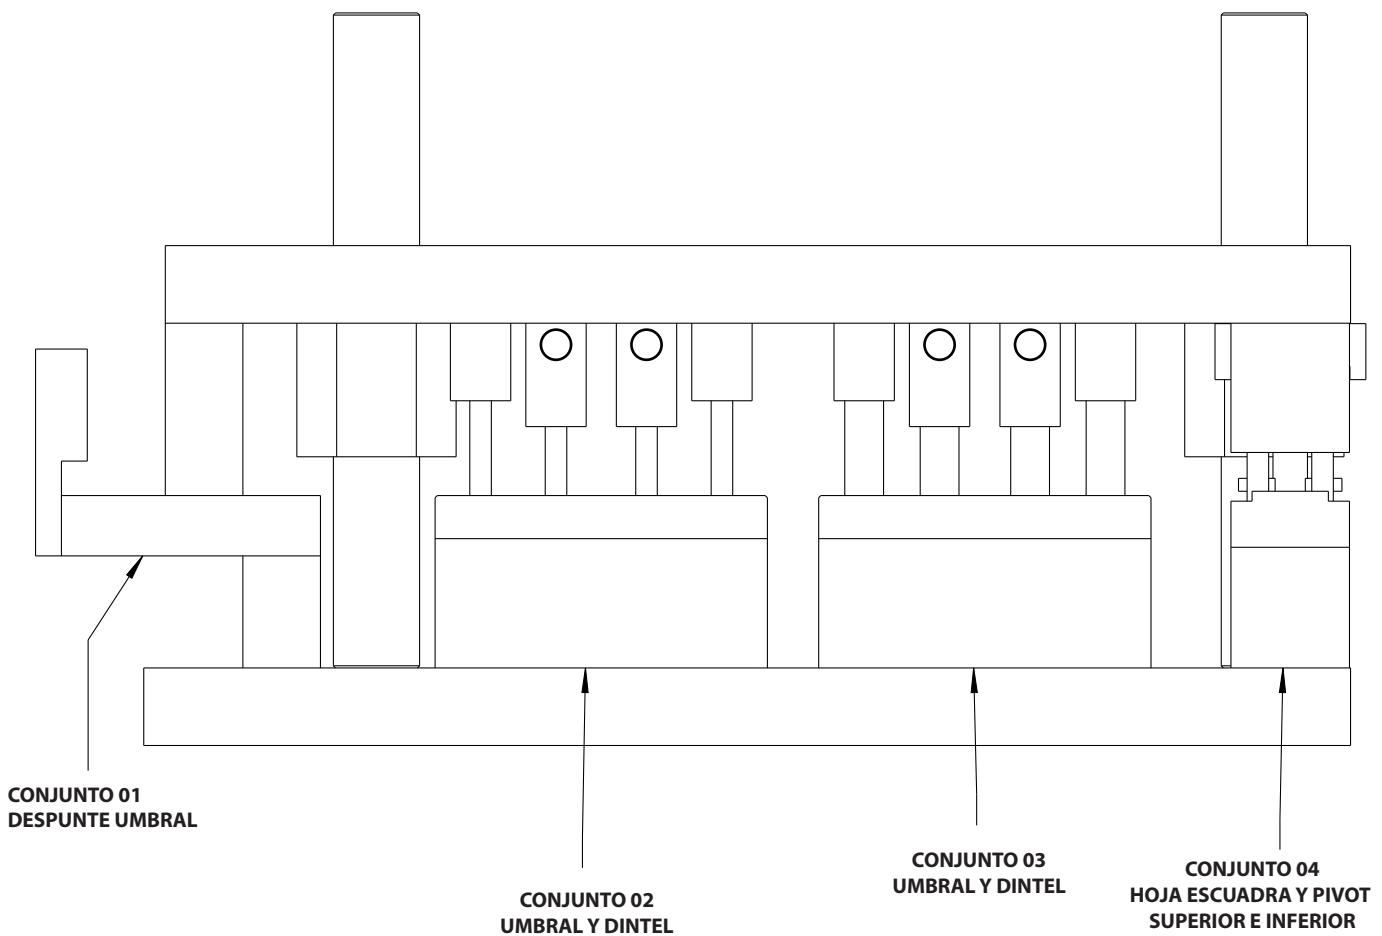 CONJUNTO 01
DESPUNTE UMBRAL
CONJUNTO 02
UMBRAL Y DINTEL
CONJUNTO 03
UMBRAL Y DINTEL
CONJUNTO 04
HOJA ESCUADRA Y PIVOT
SUPERIOR E INFERIOR